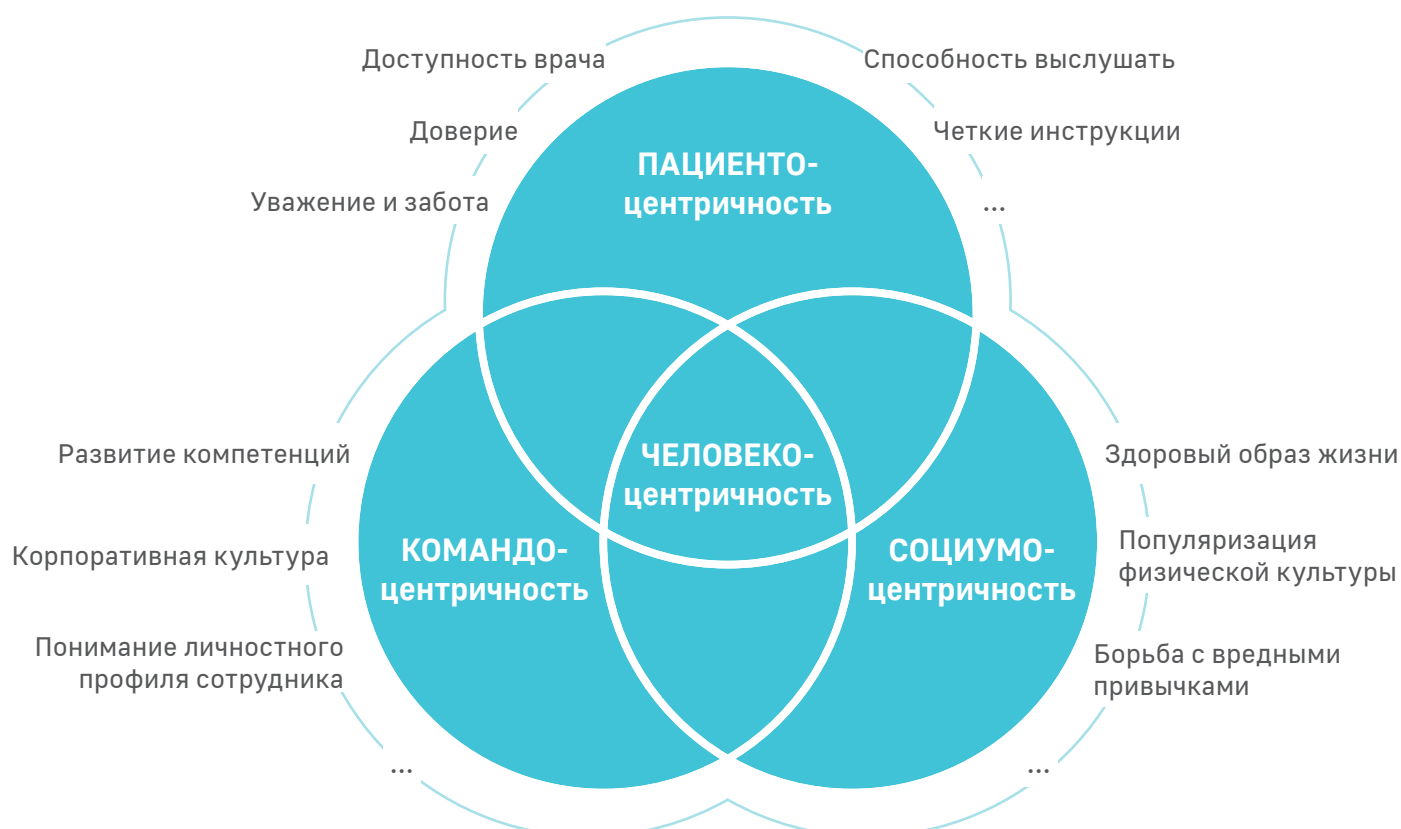 Доступность врача
Способность выслушать
Доверие
Четкие инструкции
Уважение и забота
...
ПАЦИЕНТО-
центричность
ЧЕЛОВЕКО-
центричность
Развитие компетенций
Корпоративная культура
Понимание личностного
профиля сотрудника
...
КОМАНДО-
центричность
СОЦИУМО-
центричность
Здоровый образ жизни
Популяризация
физической культуры
Борьба с вредными
привычками
...